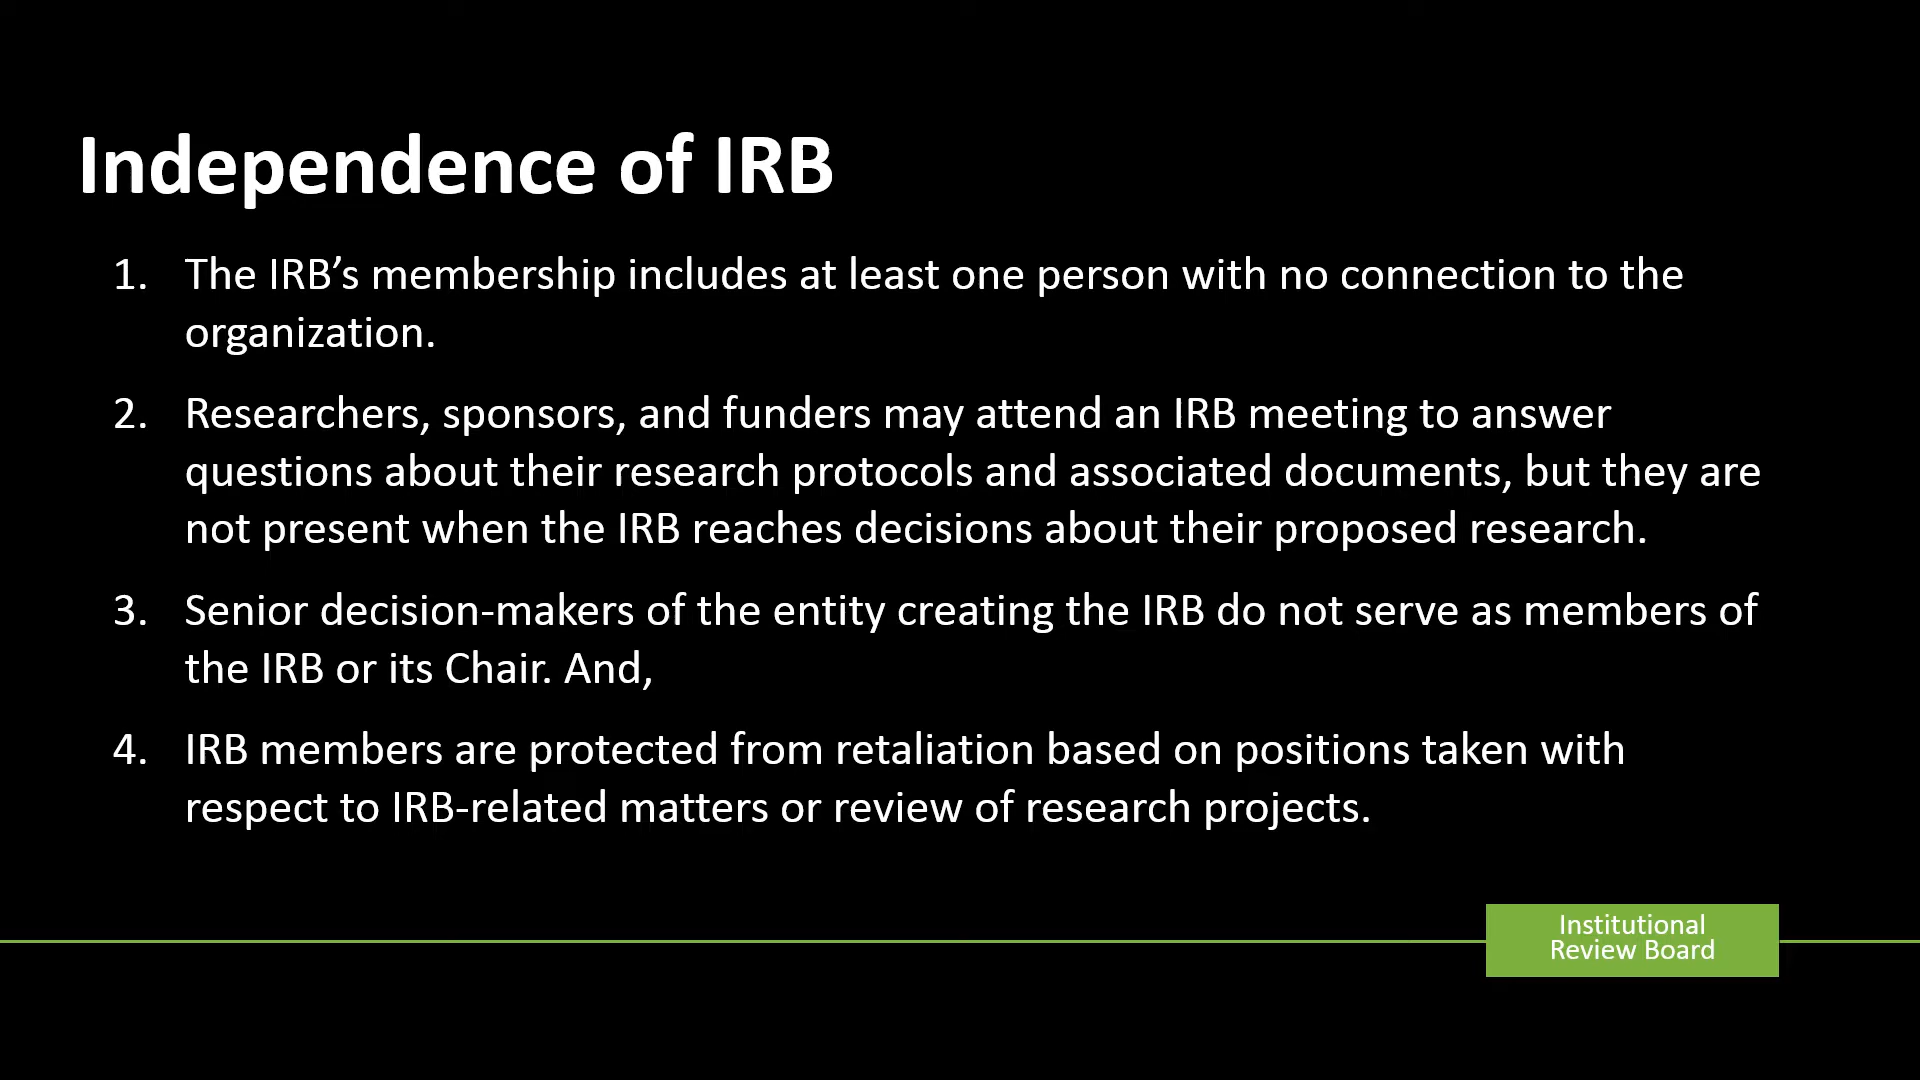 Independence of IRB
1. The IRB’s membership includes at least one person with no connection to the
organization.
2. Researchers, sponsors, and funders may attend an IRB meeting to answer
questions about their research protocols and associated documents, but they are
not present when the IRB reaches decisions about their proposed research.
3. Senior decision-makers of the entity creating the IRB do not serve as members of
the IRB or its Chair. And,
4. IRB members are protected from retaliation based on positions taken with
respect to IRB-related matters or review of research projects.
Institutional
Review Board